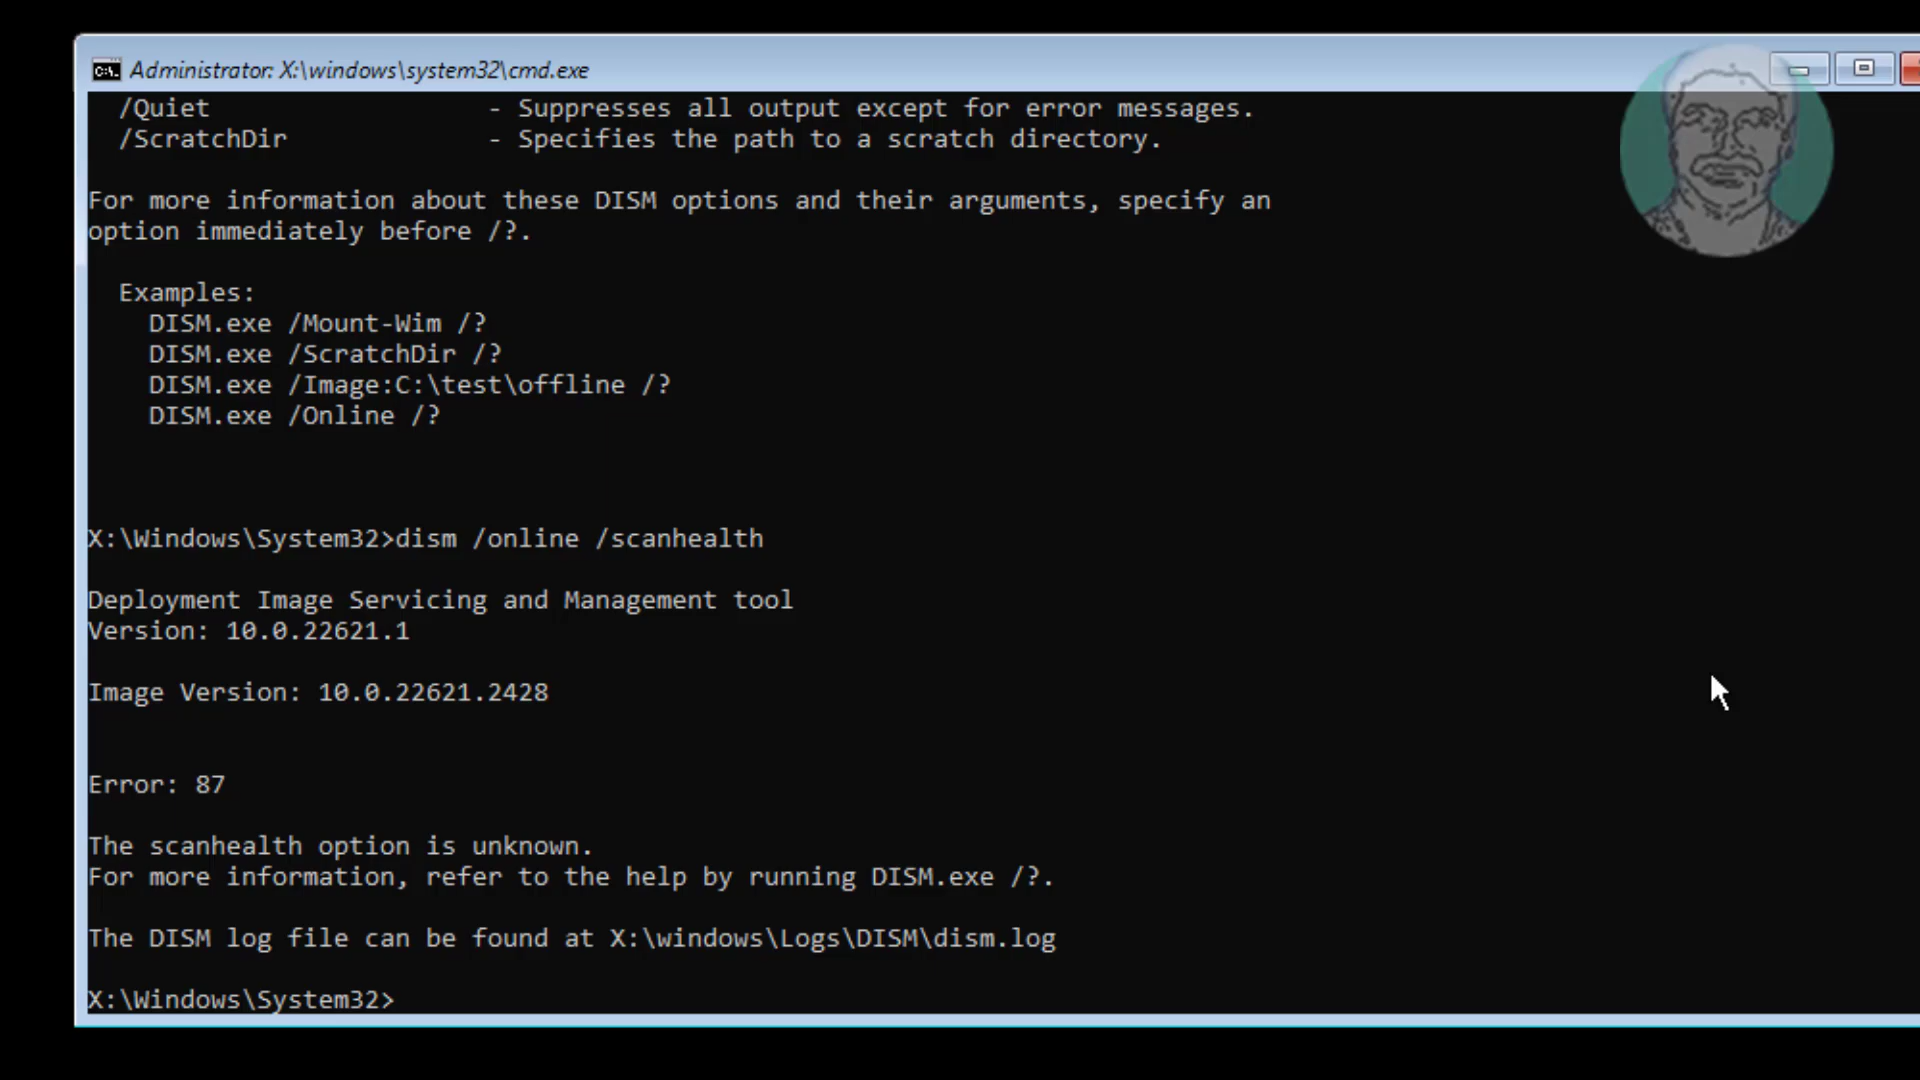 Administrator: X:\windows\system32\cmd.exe
/Quiet - Suppresses all output except for error messages.
/ScratchDir - Specifies the path to a scratch directory.
For more information about these DISM options and their arguments, specify an
option immediately before /?.
Examples:
DISM.exe /Mount-Wim /?
DISM.exe /ScratchDir /?
DISM.exe /Image:C:\test\offline /?
DISM.exe /Online /?
X:\Windows\System32>dism /online /scanhealth
Deployment Image Servicing and Management tool
Version: 10.0.22621.1
Image Version: 10.0.22621.2428
Error: 87
The scanhealth option is unknown.
For more information, refer to the help by running DISM.exe /?.
The DISM log file can be found at X:\windows\Logs\DISM\dism.log
X:\Windows\System32>